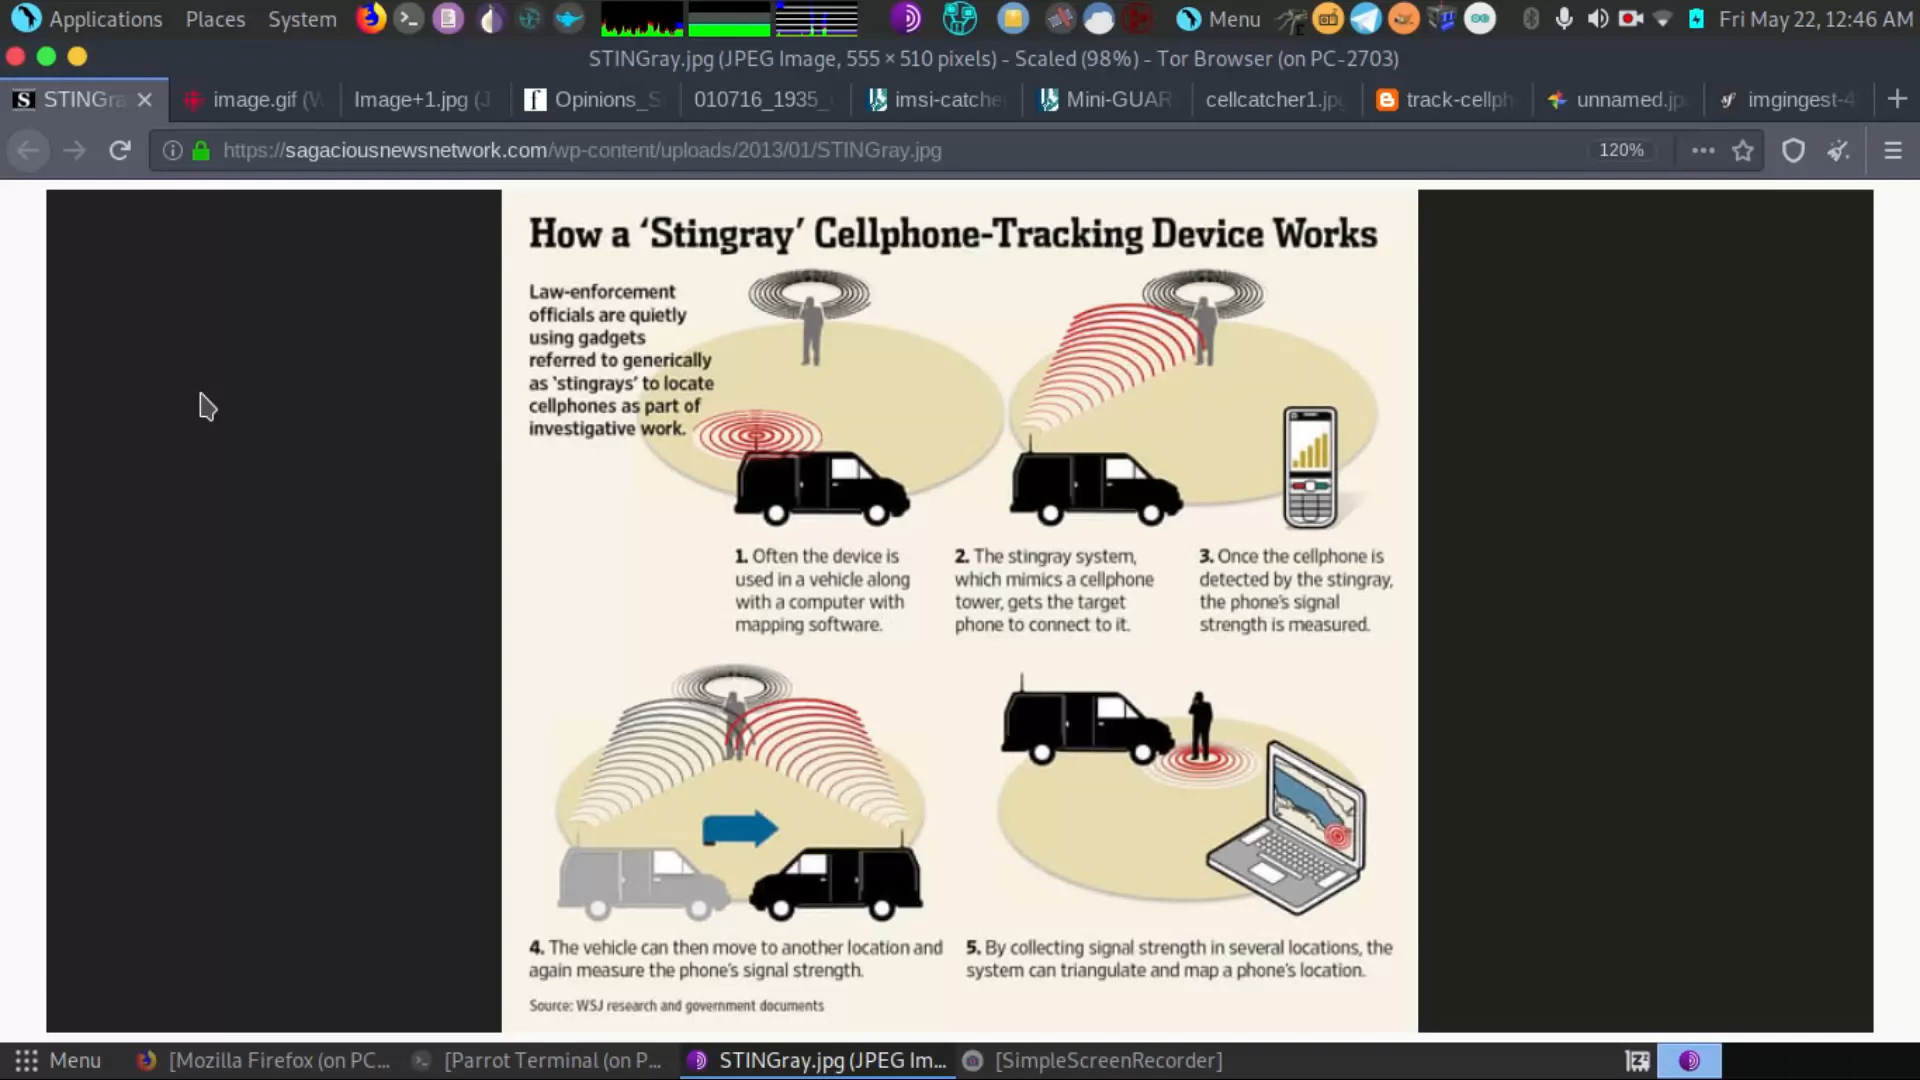 Applications Places System Menu Fri May 22, 12:46 AM
STINGray.jpg (JPEG Image, 555 × 510 pixels) - Scaled (98%) - Tor Browser (on PC-2703)
S STINGra image.gif (W Image+1.jpg (J f Opinions_S 010716_1935_ imsi-catche Mini-GUAR cellcatcher1.jp track-cellph unnamed.jp sf imgingest-4
https://sagaciousnewsnetwork.com/wp-content/uploads/2013/01/STINGray.jpg 120%
How a ‘Stingray’ Cellphone-Tracking Device Works
Law-enforcement
officials are quietly
using gadgets
referred to generically
as ‘stingrays’ to locate
cellphones as part of
investigative work.
1. Often the device is
used in a vehicle along
with a computer with
mapping software.
2. The stingray system,
which mimics a cellphone
tower, gets the target
phone to connect to it.
3. Once the cellphone is
detected by the stingray,
the phone’s signal
strength is measured.
4. The vehicle can then move to another location and
again measure the phone’s signal strength.
5. By collecting signal strength in several locations, the
system can triangulate and map a phone’s location.
Source: WSJ research and government documents
Menu [Mozilla Firefox (on PC... [Parrot Terminal (on P... STINGray.jpg (JPEG Im... [SimpleScreenRecorder]